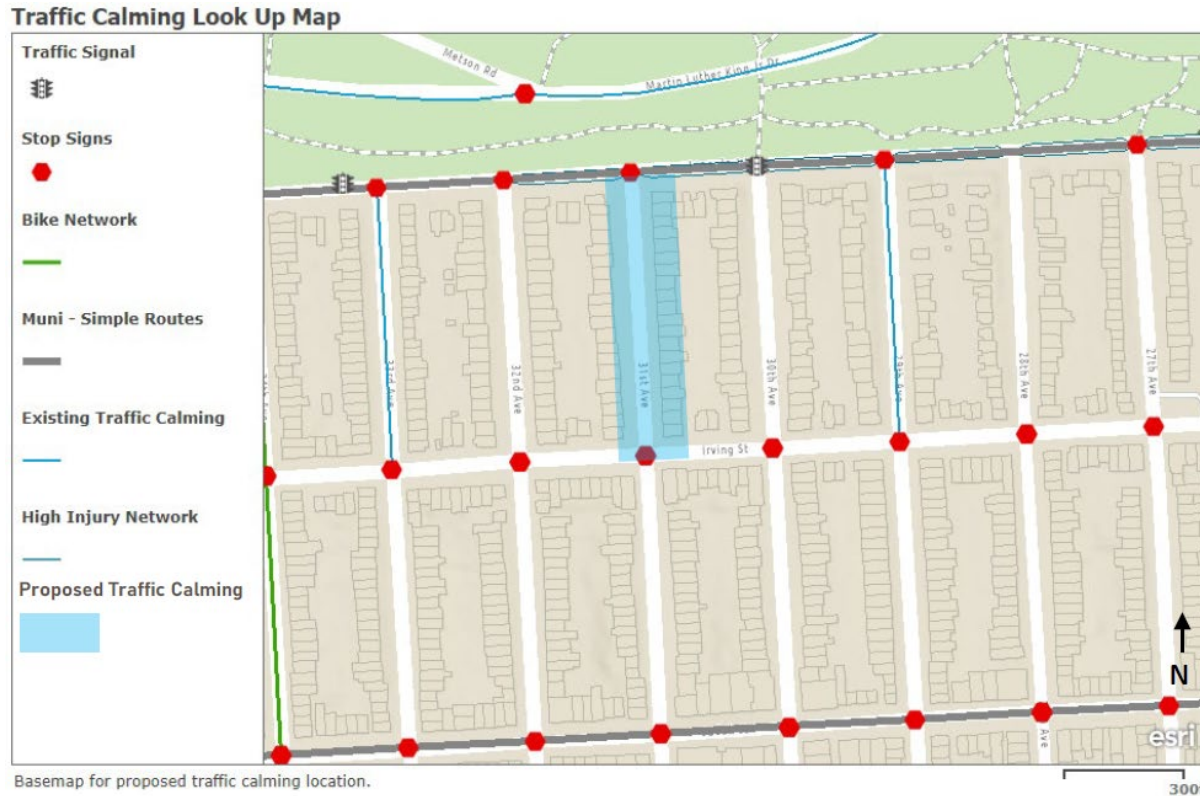 Traffic Calming Look Up Map
Traffic Signal
Stop Signs
Bike Network
Muni - Simple Routes
Existing Traffic Calming
High Injury Network
Proposed Traffic Calming
Metson Rd
Martin Luther King Jr Dr
33rd Ave
32nd Ave
31st Ave
30th Ave
29th Ave
28th Ave
27th Ave
Irving St
Ave
N
esri
Basemap for proposed traffic calming location.
300